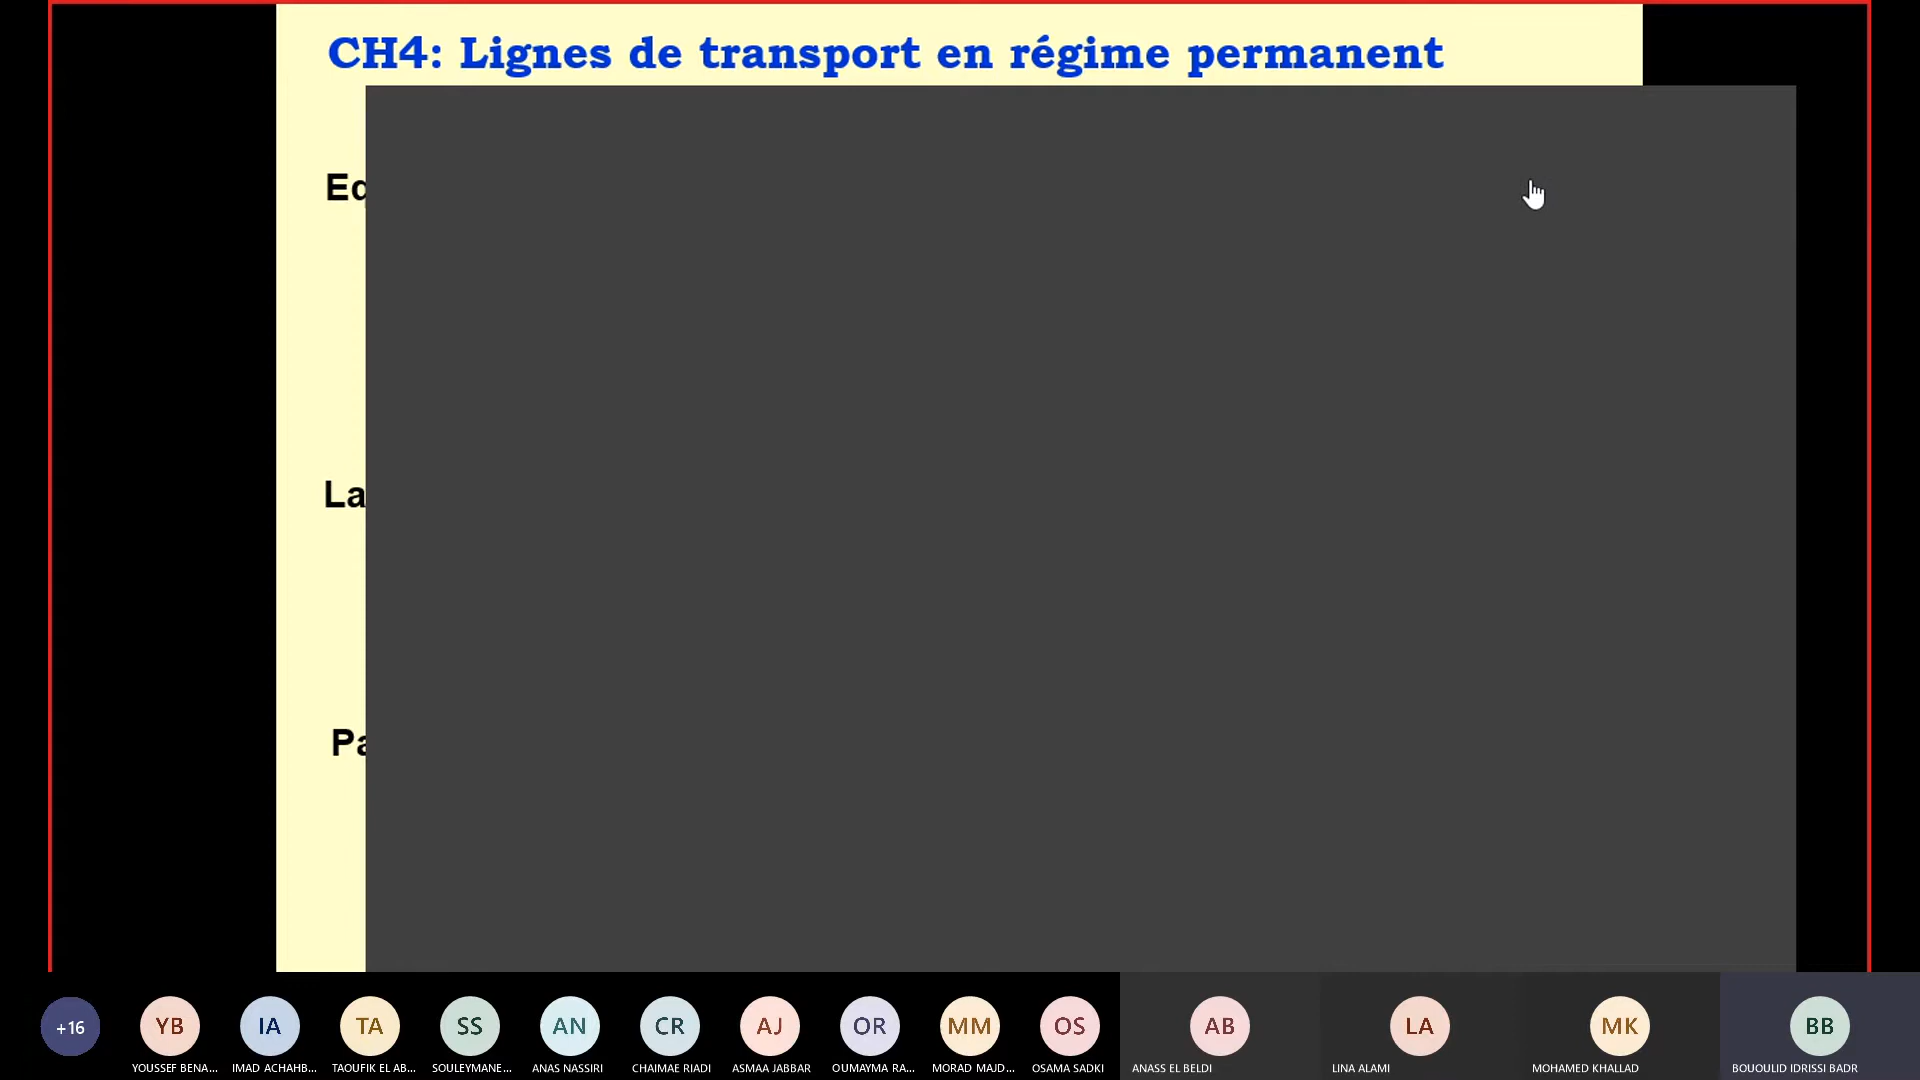 CH4: Lignes de transport en régime permanent
Eq
La
Pa
+16
YB
IA
TA
SS
AN
CR
AJ
OR
MM
OS
AB
LA
MK
BB
YOUSSEF BENA...
IMAD ACHAHB...
TAOUFIK EL AB...
SOULEYMANE...
ANAS NASSIRI
CHAIMAE RIADI
ASMAA JABBAR
OUMAYMA RA...
MORAD MAJD...
OSAMA SADKI
ANASS EL BELDI
LINA ALAMI
MOHAMED KHALLAD
BOUOULID IDRISSI BADR